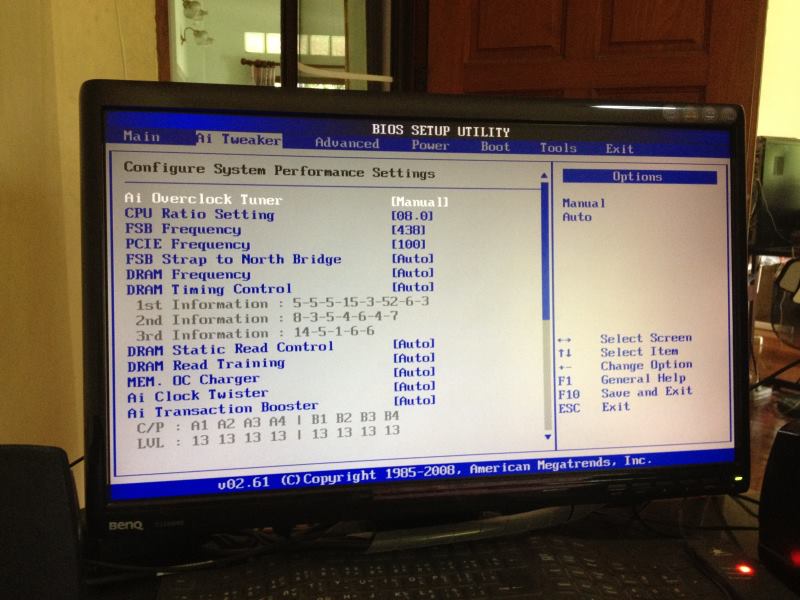 BIOS SETUP UTILITY
Main Ai Tweaker Advanced Power Boot Tools Exit
Configure System Performance Settings
Ai Overclock Tuner [Manual]
CPU Ratio Setting [08.0]
FSB Frequency [438]
PCIE Frequency [100]
FSB Strap to North Bridge [Auto]
DRAM Frequency [Auto]
DRAM Timing Control [Auto]
1st Information : 5-5-5-15-3-52-6-3
2nd Information : 8-3-5-4-6-4-7
3rd Information : 14-5-1-6-6
DRAM Static Read Control [Auto]
DRAM Read Training [Auto]
MEM. OC Charger [Auto]
Ai Clock Twister [Auto]
Ai Transaction Booster [Auto]
C/P : A1 A2 A3 A4 | B1 B2 B3 B4
LVL : 13 13 13 13 | 13 13 13 13
Options
Manual
Auto
↔ Select Screen
↑↓ Select Item
+- Change Option
F1 General Help
F10 Save and Exit
ESC Exit
v02.61 (C)Copyright 1985-2008, American Megatrends, Inc.
BenQ